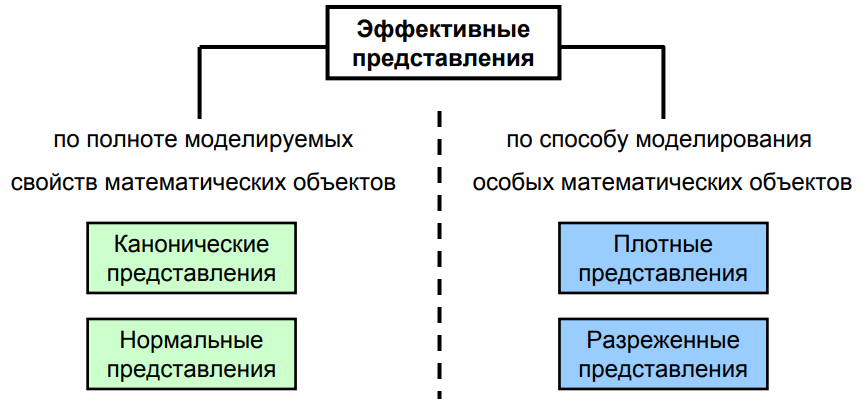 Эффективные
представления
по полноте моделируемых
свойств математических объектов
Канонические
представления
Нормальные
представления
по способу моделирования
особых математических объектов
Плотные
представления
Разреженные
представления